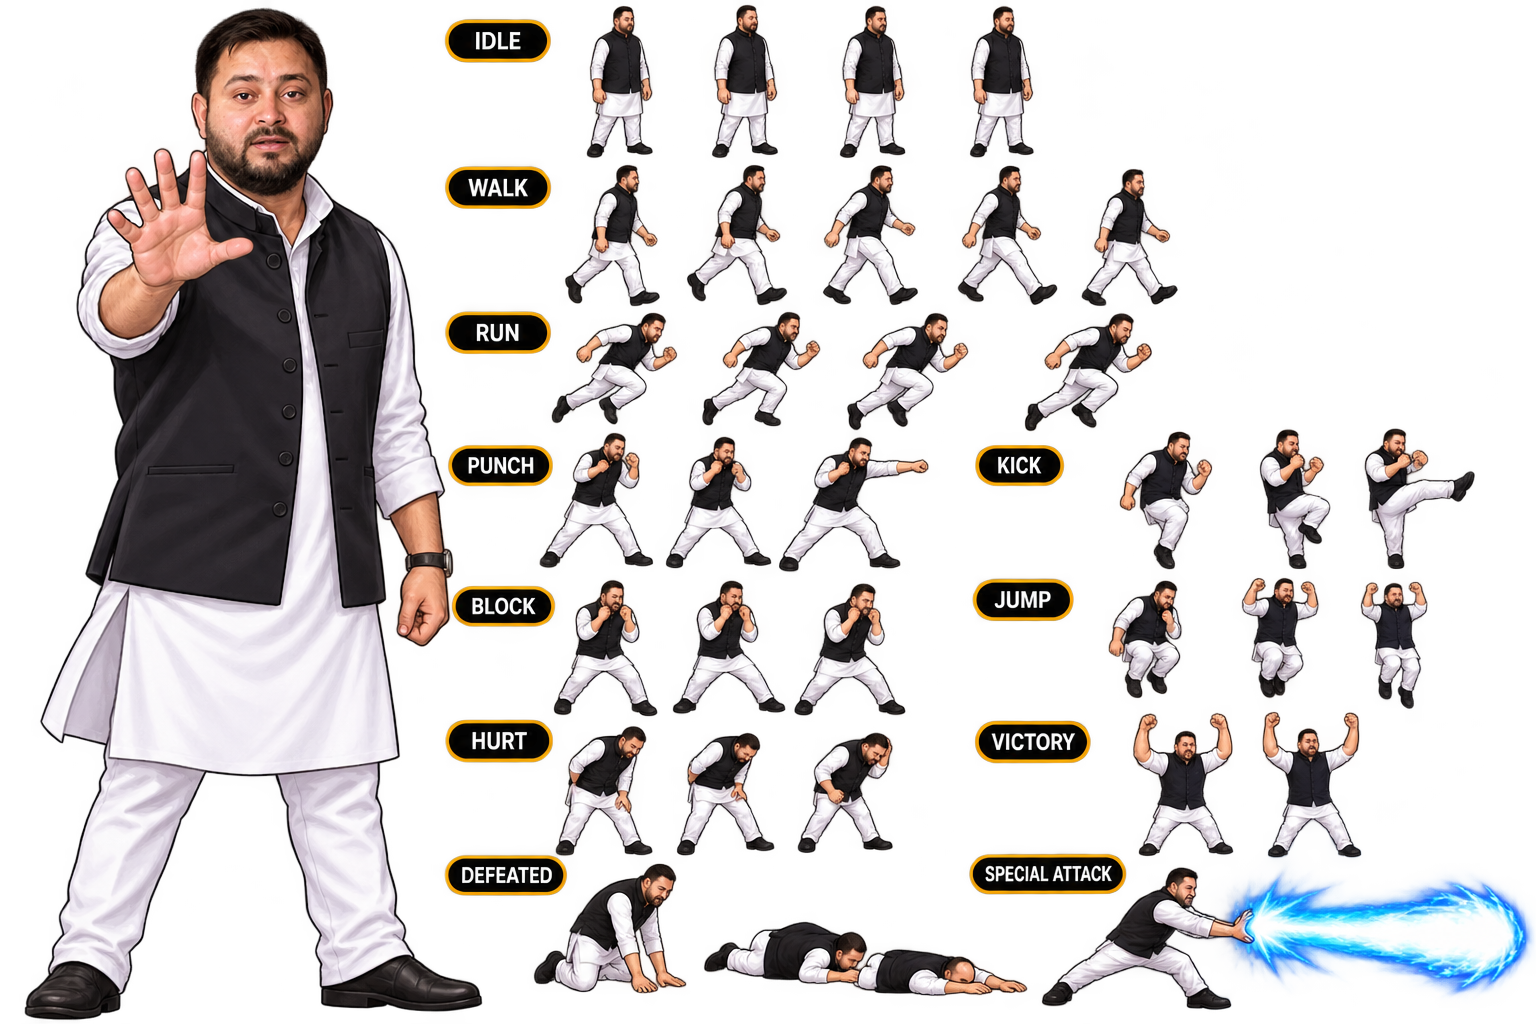 IDLE
WALK
RUN
PUNCH
KICK
BLOCK
JUMP
HURT
VICTORY
DEFEATED
SPECIAL ATTACK